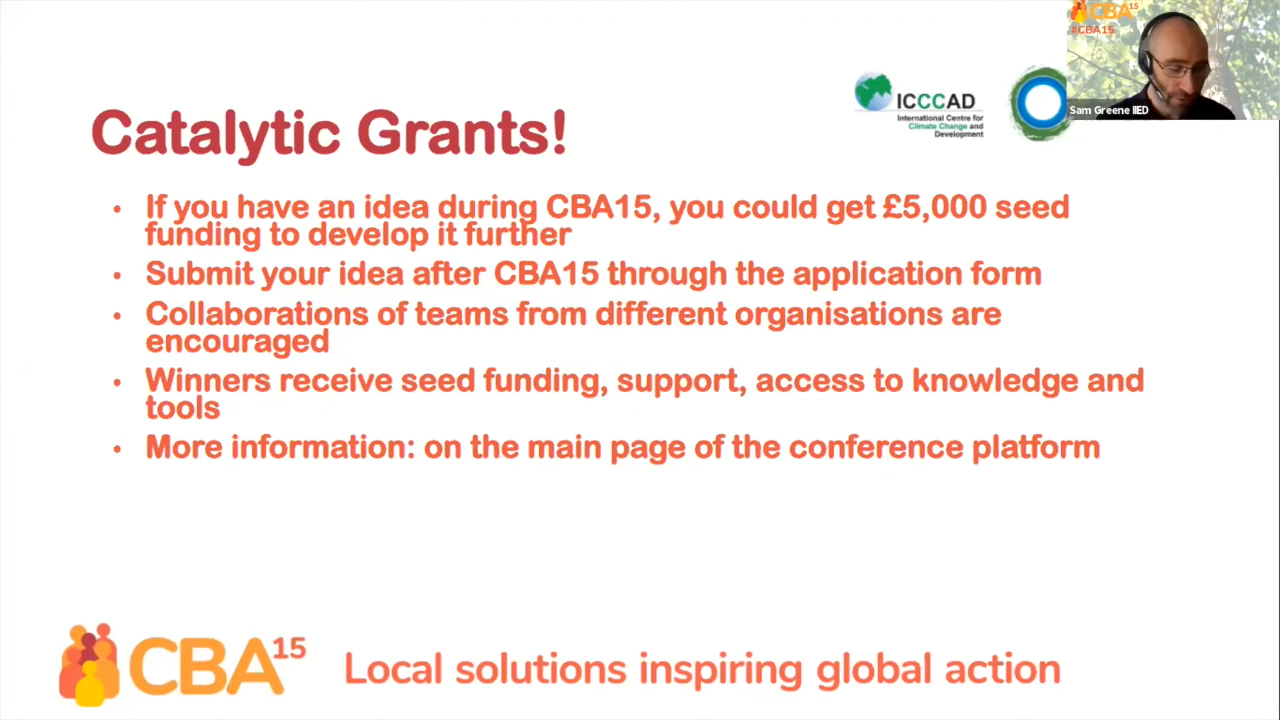 CBA15
#CBA15
Sam Greene IIED
ICCCAD
International Centre for
Climate Change and
Development
Catalytic Grants!
• If you have an idea during CBA15, you could get £5,000 seed
funding to develop it further
• Submit your idea after CBA15 through the application form
• Collaborations of teams from different organisations are
encouraged
• Winners receive seed funding, support, access to knowledge and
tools
• More information: on the main page of the conference platform
CBA15
Local solutions inspiring global action